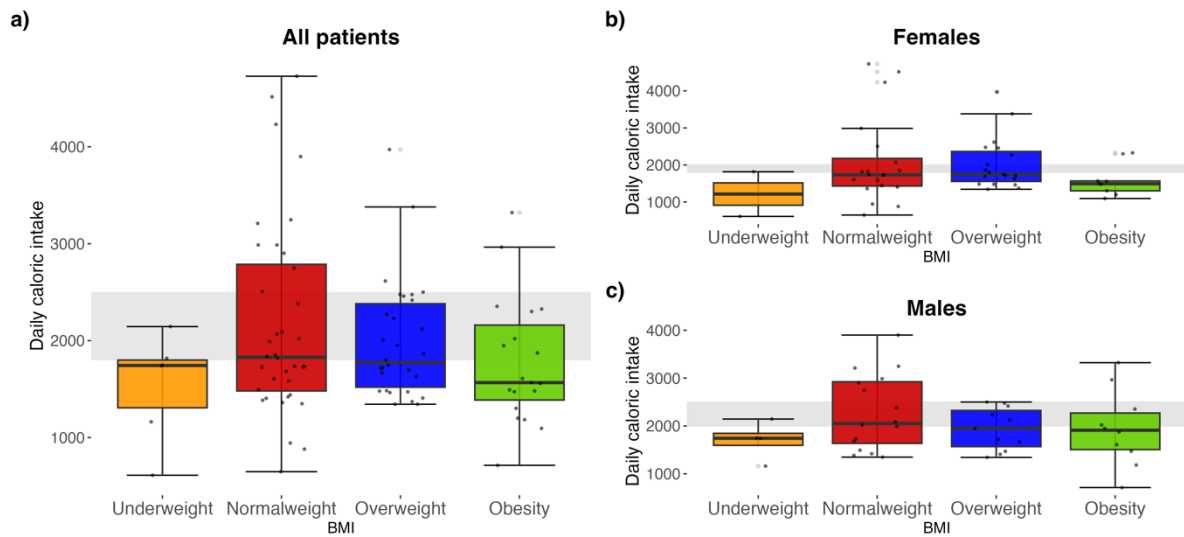 a)
All patients
Daily caloric intake
4000
3000
2000
1000
Underweight Normalweight Overweight Obesity
BMI
b)
Females
Daily caloric intake
4000
3000
2000
1000
Underweight Normalweight Overweight Obesity
BMI
c)
Males
Daily caloric intake
4000
3000
2000
1000
Underweight Normalweight Overweight Obesity
BMI